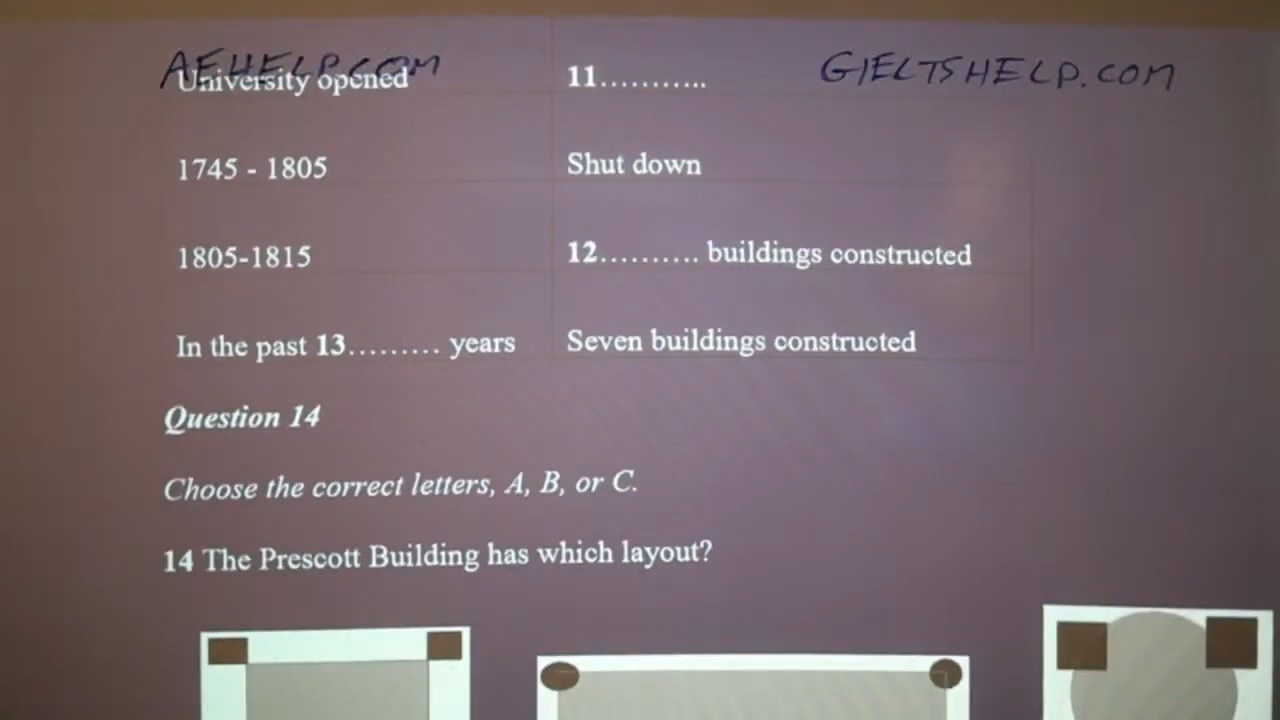 AEHELP.COM GIELTSHELP.COM
University opened 11...........
1745 - 1805 Shut down
1805-1815 12.......... buildings constructed
In the past 13......... years Seven buildings constructed
Question 14
Choose the correct letters, A, B, or C.
14 The Prescott Building has which layout?